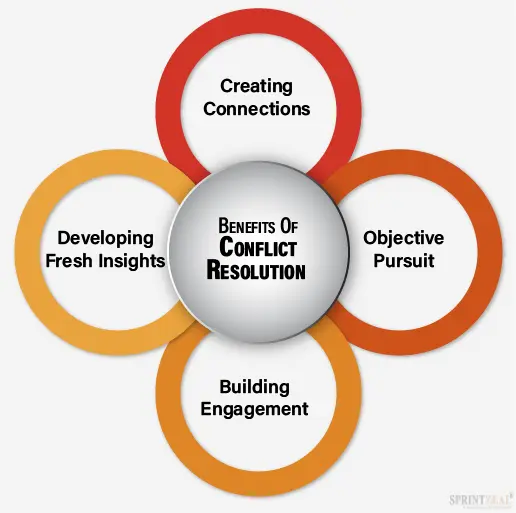 Creating
Connections
Developing
Fresh Insights
BENEFITS OF
CONFLICT
RESOLUTION
Objective
Pursuit
Building
Engagement
SPRINTZEAL